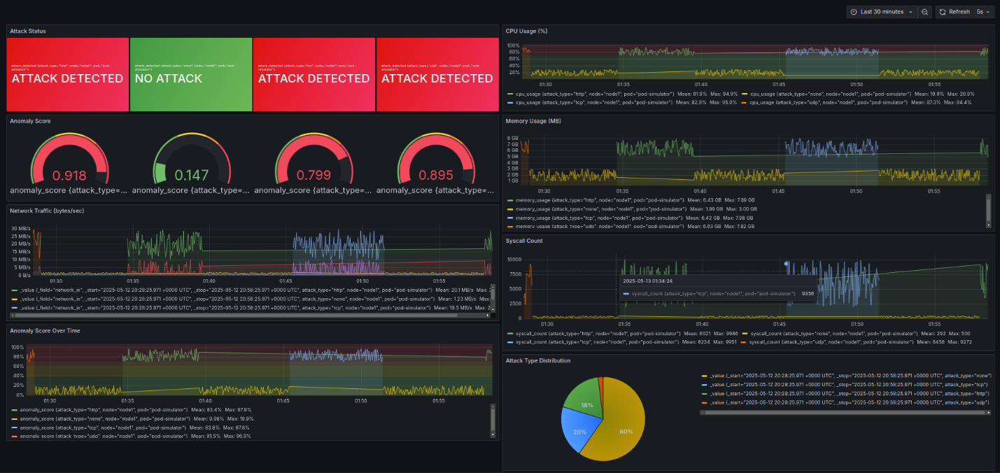 Last 30 minutes
Refresh 5s
Attack Status
attack_detected {attack_type="http", node="node1", pod="pod-simulator"}
ATTACK DETECTED
attack_detected {attack_type="none", node="node1", pod="pod-simulator"}
NO ATTACK
attack_detected {attack_type="tcp", node="node1", pod="pod-simulator"}
ATTACK DETECTED
attack_detected {attack_type="udp", node="node1", pod="pod-simulator"}
ATTACK DETECTED
Anomaly Score
0.918
anomaly_score {attack_type=...
0.147
anomaly_score {attack_type=...
0.799
anomaly_score {attack_type=...
0.895
anomaly_score {attack_type=...
Network Traffic (bytes/sec)
30 MB/s
25 MB/s
20 MB/s
15 MB/s
10 MB/s
5 MB/s
0 B/s
01:30 01:35 01:40 01:45 01:50 01:55
_value {_field="network_in", _start="2025-05-12 20:28:25.971 +0000 UTC", _stop="2025-05-12 20:58:25.971 +0000 UTC", attack_type="http", node="node1", pod="pod-simulator"} Mean: 20.1 MB/s Max: 2
_value {_field="network_in", _start="2025-05-12 20:28:25.971 +0000 UTC", _stop="2025-05-12 20:58:25.971 +0000 UTC", attack_type="none", node="node1", pod="pod-simulator"} Mean: 1.23 MB/s Max:
_value {_field="network_in", _start="2025-05-12 20:28:25.971 +0000 UTC", _stop="2025-05-12 20:58:25.971 +0000 UTC", attack_type="tcp", node="node1", pod="pod-simulator"} Mean: 19.5 MB/s Max: 2
Anomaly Score Over Time
100%
80%
60%
40%
20%
0%
01:30 01:35 01:40 01:45 01:50 01:55
anomaly_score {attack_type="http", node="node1", pod="pod-simulator"} Mean: 83.4% Max: 97.9%
anomaly_score {attack_type="none", node="node1", pod="pod-simulator"} Mean: 9.98% Max: 19.9%
anomaly_score {attack_type="tcp", node="node1", pod="pod-simulator"} Mean: 83.8% Max: 97.6%
anomaly_score {attack_type="udp", node="node1", pod="pod-simulator"} Mean: 81.5% Max: 96.9%
CPU Usage (%)
100%
80%
60%
40%
20%
01:30 01:35 01:40 01:45 01:50 01:55
cpu_usage {attack_type="http", node="node1", pod="pod-simulator"} Mean: 81.9% Max: 94.9% cpu_usage {attack_type="none", node="node1", pod="pod-simulator"} Mean: 19.9% Max: 29.9%
cpu_usage {attack_type="tcp", node="node1", pod="pod-simulator"} Mean: 82.9% Max: 95.0% cpu_usage {attack_type="udp", node="node1", pod="pod-simulator"} Mean: 87.3% Max: 94.4%
Memory Usage (MB)
8 GB
7 GB
6 GB
5 GB
4 GB
3 GB
2 GB
1 GB
01:30 01:35 01:40 01:45 01:50 01:55
memory_usage {attack_type="http", node="node1", pod="pod-simulator"} Mean: 6.43 GB Max: 7.89 GB
memory_usage {attack_type="none", node="node1", pod="pod-simulator"} Mean: 1.99 GB Max: 3.00 GB
memory_usage {attack_type="tcp", node="node1", pod="pod-simulator"} Mean: 6.42 GB Max: 7.98 GB
memory_usage {attack_type="udp", node="node1", pod="pod-simulator"} Mean: 6.63 GB Max: 7.82 GB
Syscall Count
10000
7500
5000
2500
0
2025-05-13 01:34:24
syscall_count {attack_type="tcp", node="node1", pod="pod-simulator"} 9356
01:30 01:35 01:40 01:45 01:50 01:55
syscall_count {attack_type="http", node="node1", pod="pod-simulator"} Mean: 6021 Max: 9986 syscall_count {attack_type="none", node="node1", pod="pod-simulator"} Mean: 292 Max: 500
syscall_count {attack_type="tcp", node="node1", pod="pod-simulator"} Mean: 6234 Max: 9951 syscall_count {attack_type="udp", node="node1", pod="pod-simulator"} Mean: 6458 Max: 9272
Attack Type Distribution
18%
20%
60%
_value {_start="2025-05-12 20:28:25.971 +0000 UTC", _stop="2025-05-12 20:58:25.971 +0000 UTC", attack_type="none"}
_value {_start="2025-05-12 20:28:25.971 +0000 UTC", _stop="2025-05-12 20:58:25.971 +0000 UTC", attack_type="tcp"}
_value {_start="2025-05-12 20:28:25.971 +0000 UTC", _stop="2025-05-12 20:58:25.971 +0000 UTC", attack_type="http"}
_value {_start="2025-05-12 20:28:25.971 +0000 UTC", _stop="2025-05-12 20:58:25.971 +0000 UTC", attack_type="udp"}